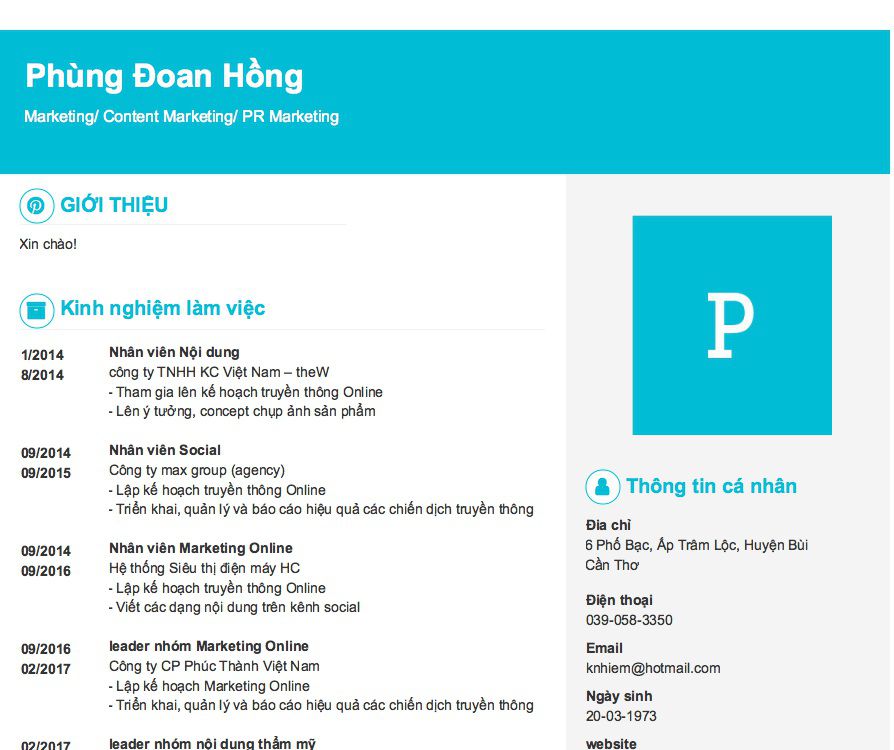 Phùng Đoan Hồng
Marketing/ Content Marketing/ PR Marketing
GIỚI THIỆU
Xin chào!
Kinh nghiệm làm việc
1/2014
8/2014
Nhân viên Nội dung
công ty TNHH KC Việt Nam – theW
- Tham gia lên kế hoạch truyền thông Online
- Lên ý tưởng, concept chụp ảnh sản phẩm
09/2014
09/2015
Nhân viên Social
Công ty max group (agency)
- Lập kế hoạch truyền thông Online
- Triển khai, quản lý và báo cáo hiệu quả các chiến dịch truyền thông
09/2014
09/2016
Nhân viên Marketing Online
Hệ thống Siêu thị điện máy HC
- Lập kế hoạch truyền thông Online
- Viết các dạng nội dung trên kênh social
09/2016
02/2017
leader nhóm Marketing Online
Công ty CP Phúc Thành Việt Nam
- Lập kế hoạch Marketing Online
- Triển khai, quản lý và báo cáo hiệu quả các chiến dịch truyền thông
02/2017
leader nhóm nội dung thẩm mỹ
P
Thông tin cá nhân
Địa chỉ
6 Phố Bạc, Ấp Trâm Lộc, Huyện Bùi
Cần Thơ
Điện thoại
039-058-3350
Email
knhiem@hotmail.com
Ngày sinh
20-03-1973
website